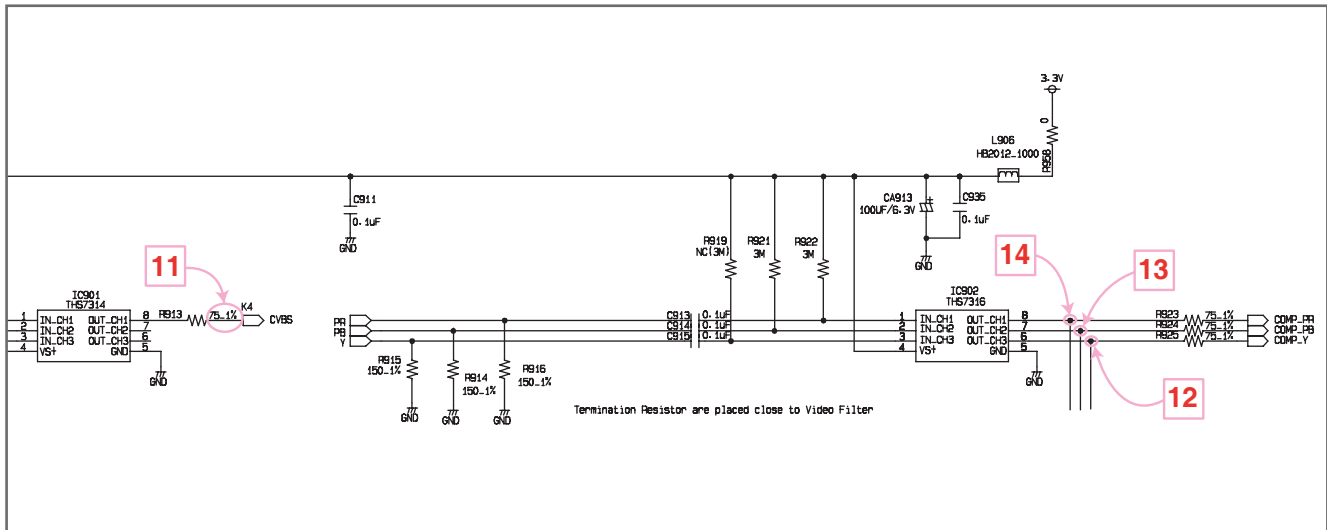 3.3V
0
R958
L906
HB2012_1000
C911
0.1uF
GND
CA913
100UF/6.3V
C935
0.1uF
GND
R919
NC(3M)
R921
3M
R922
3M
11
14
13
12
IC901
THS7314
1 IN_CH1 OUT_CH1 8
2 IN_CH2 OUT_CH2 7
3 IN_CH3 OUT_CH3 6
4 VS+ GND 5
GND
R913 75_1% K4 CVBS
PR
PB
Y
C913 0.1uF
C914 0.1uF
C915 0.1uF
R915
150_1%
GND
R914
150_1%
GND
R916
150_1%
GND
IC902
THS7316
1 IN_CH1 OUT_CH1 8
2 IN_CH2 OUT_CH2 7
3 IN_CH3 OUT_CH3 6
4 VS+ GND 5
GND
R923 75_1% COMP_PR
R924 75_1% COMP_PB
R925 75_1% COMP_Y
Termination Resistor are placed close to Video Filter